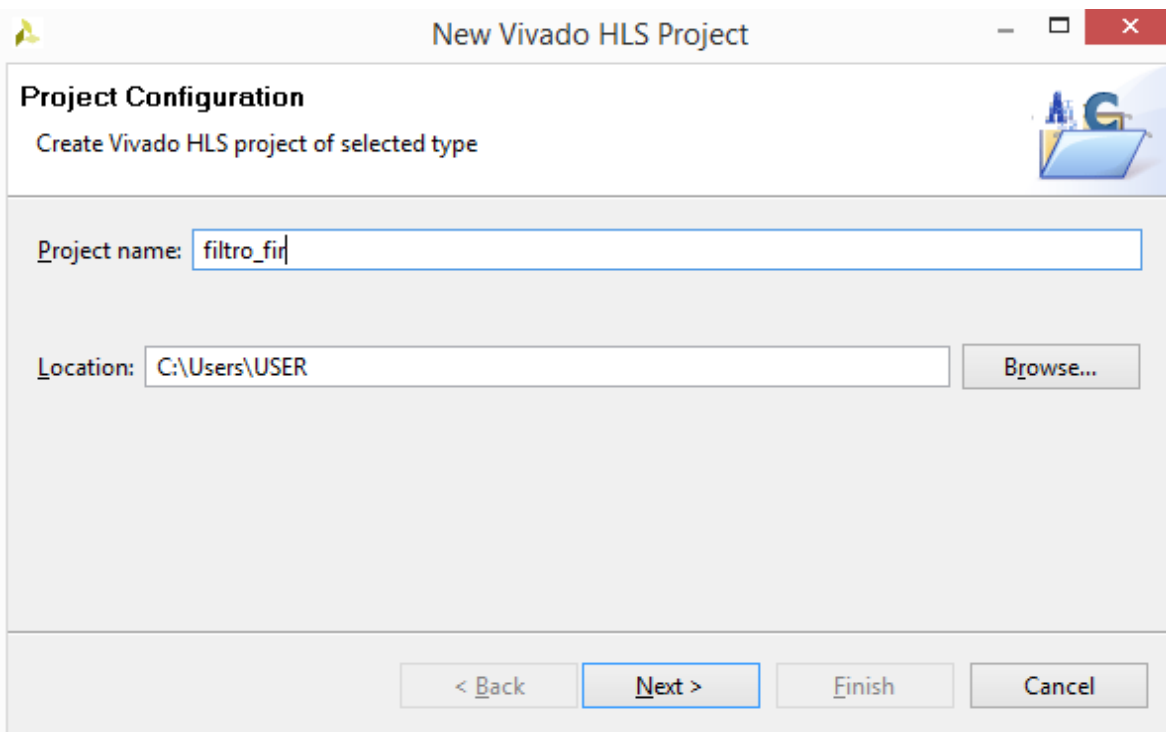 New Vivado HLS Project
Project Configuration
Create Vivado HLS project of selected type
Project name: filtro_fir
Location: C:\Users\USER Browse...
< Back Next > Finish Cancel